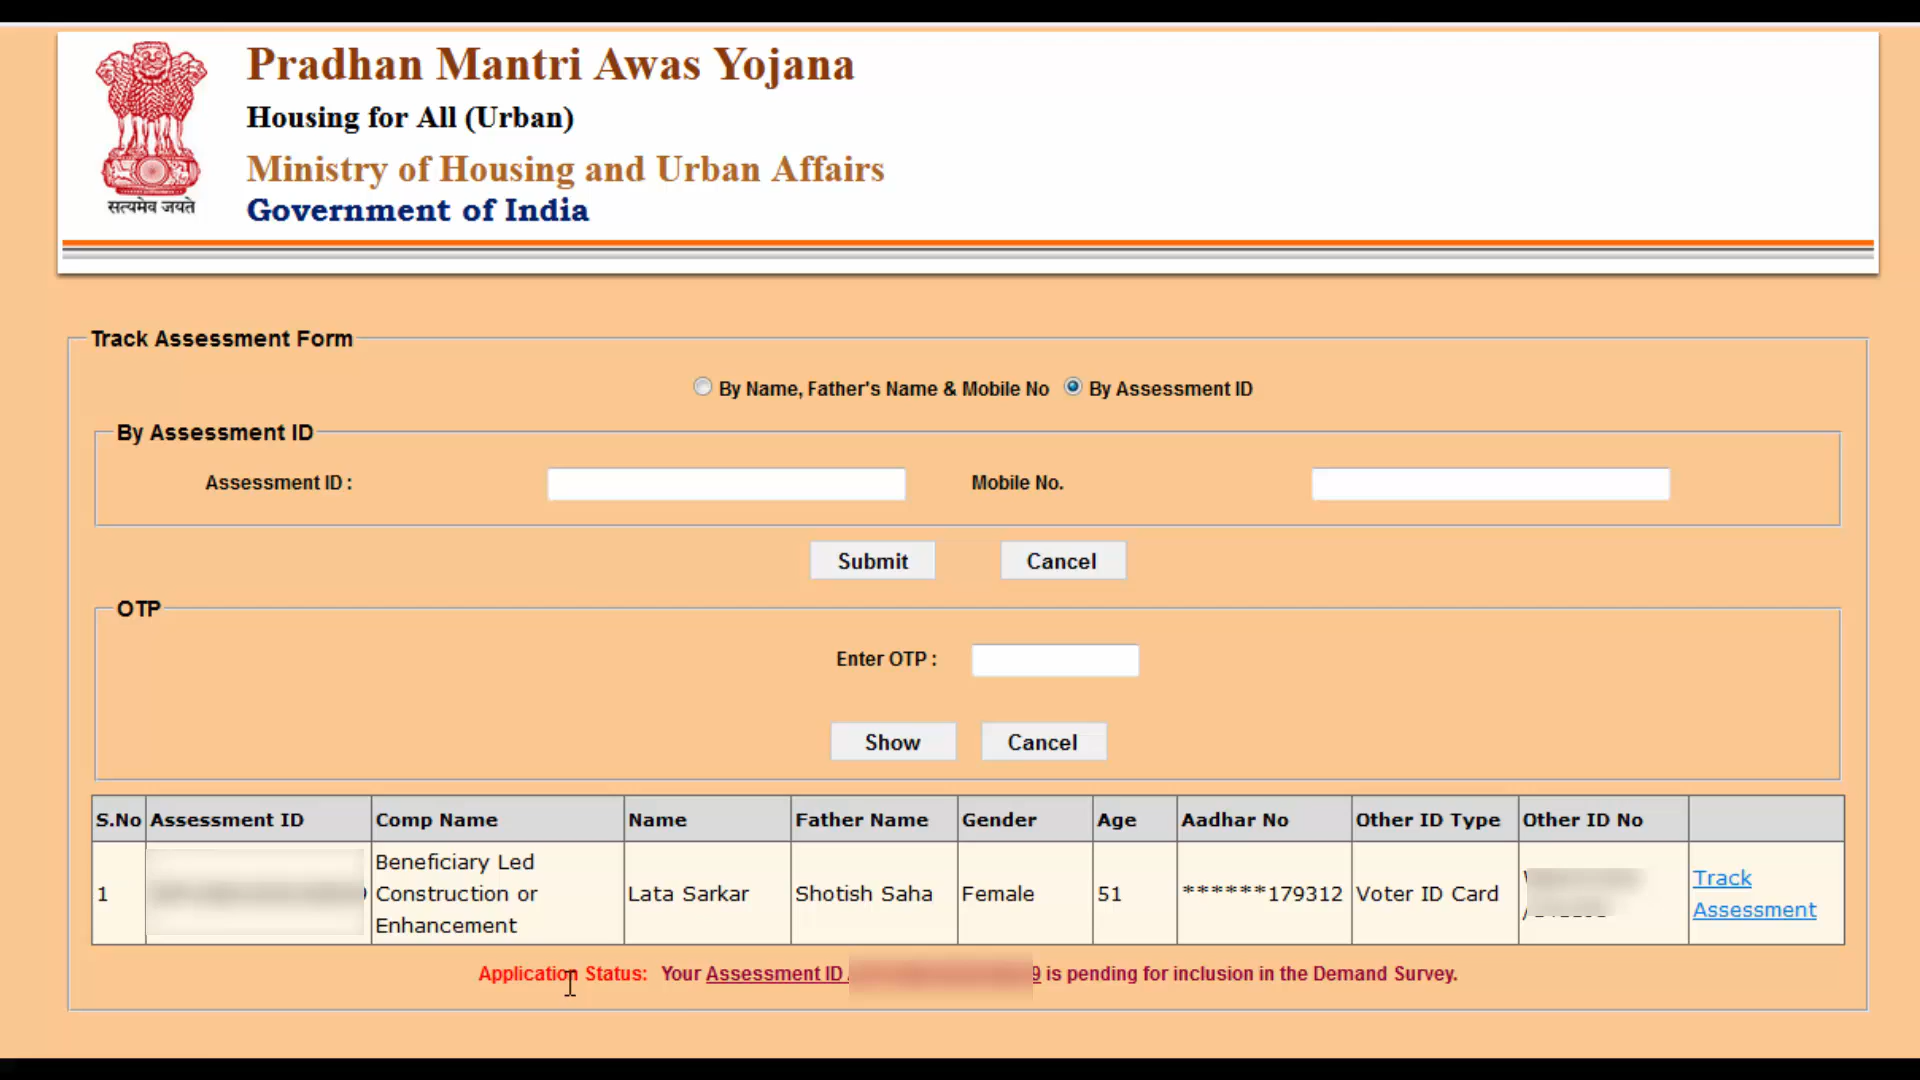 Pradhan Mantri Awas Yojana
Housing for All (Urban)
Ministry of Housing and Urban Affairs
Government of India
सत्यमेव जयते
Track Assessment Form
By Name, Father's Name & Mobile No By Assessment ID
By Assessment ID
Assessment ID : Mobile No.
Submit Cancel
OTP
Enter OTP :
Show Cancel
S.No Assessment ID Comp Name Name Father Name Gender Age Aadhar No Other ID Type Other ID No
1 Beneficiary Led Construction or Enhancement Lata Sarkar Shotish Saha Female 51 ******179312 Voter ID Card Track Assessment
Application Status: Your Assessment ID 9 is pending for inclusion in the Demand Survey.